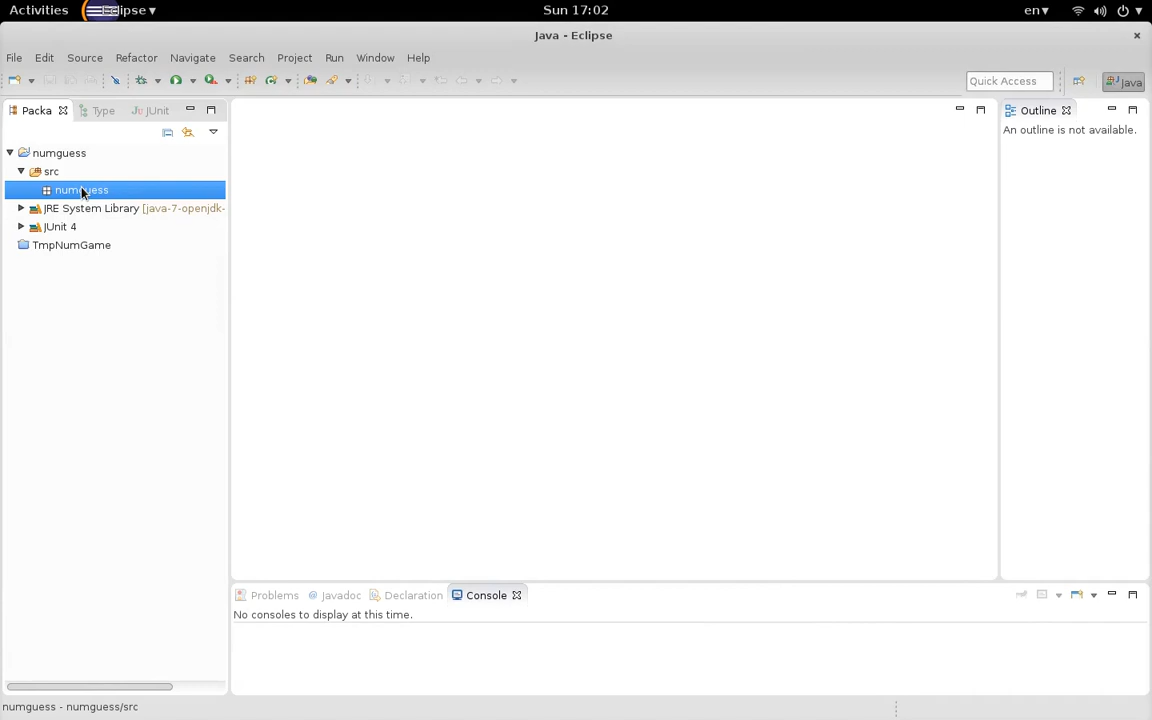 Activities Eclipse ▾ Sun 17:02 en▾
Java - Eclipse
File Edit Source Refactor Navigate Search Project Run Window Help
Quick Access Java
Packa Type JUnit Outline
An outline is not available.
numguess
src
numguess
JRE System Library [java-7-openjdk-
JUnit 4
TmpNumGame
Problems @ Javadoc Declaration Console
No consoles to display at this time.
numguess - numguess/src